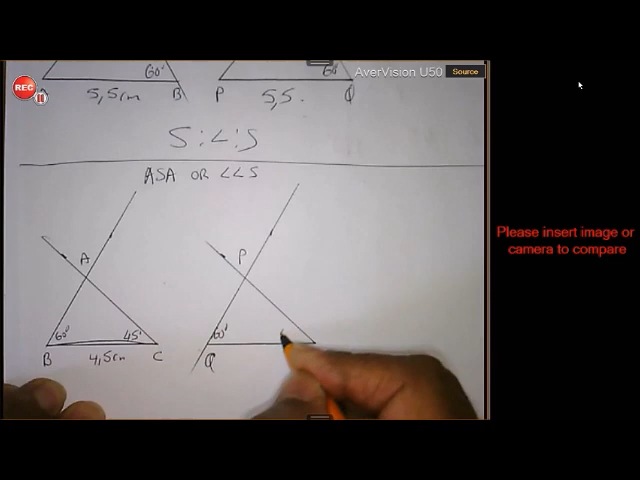 60° 60°
AverVision U50 Source
REC
5,5cm B P 5,5. Q
S:∠:S
ASA OR ∠∠S
A P
Please insert image or
camera to compare
60° 45° 60°
B 4,5cm C Q